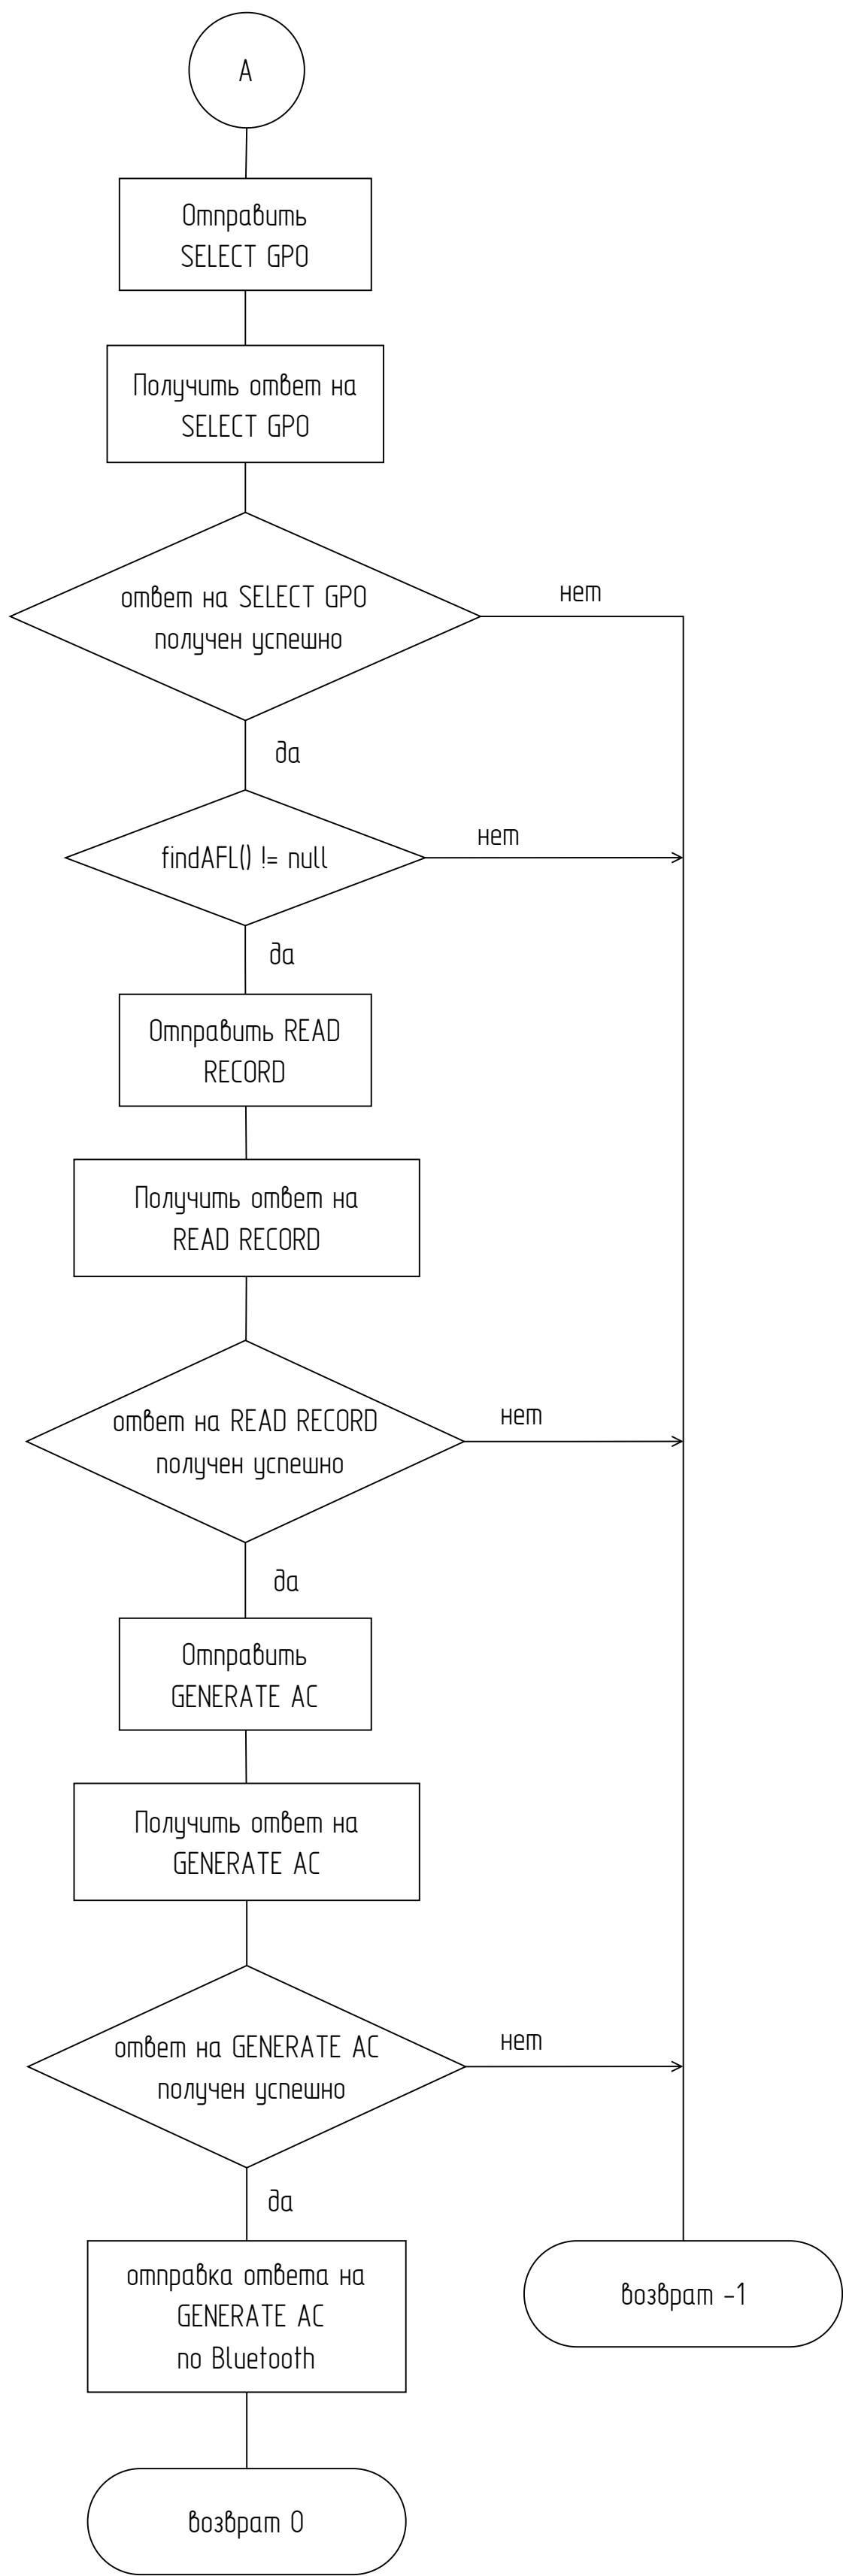 А
Отправить
SELECT GPO
Получить ответ на
SELECT GPO
ответ на SELECT GPO
получен успешно
нет
да
findAFL() != null
нет
да
Отправить READ
RECORD
Получить ответ на
READ RECORD
ответ на READ RECORD
получен успешно
нет
да
Отправить
GENERATE AC
Получить ответ на
GENERATE AC
ответ на GENERATE AC
получен успешно
нет
да
отправка ответа на
GENERATE AC
по Bluetooth
возврат -1
возврат 0